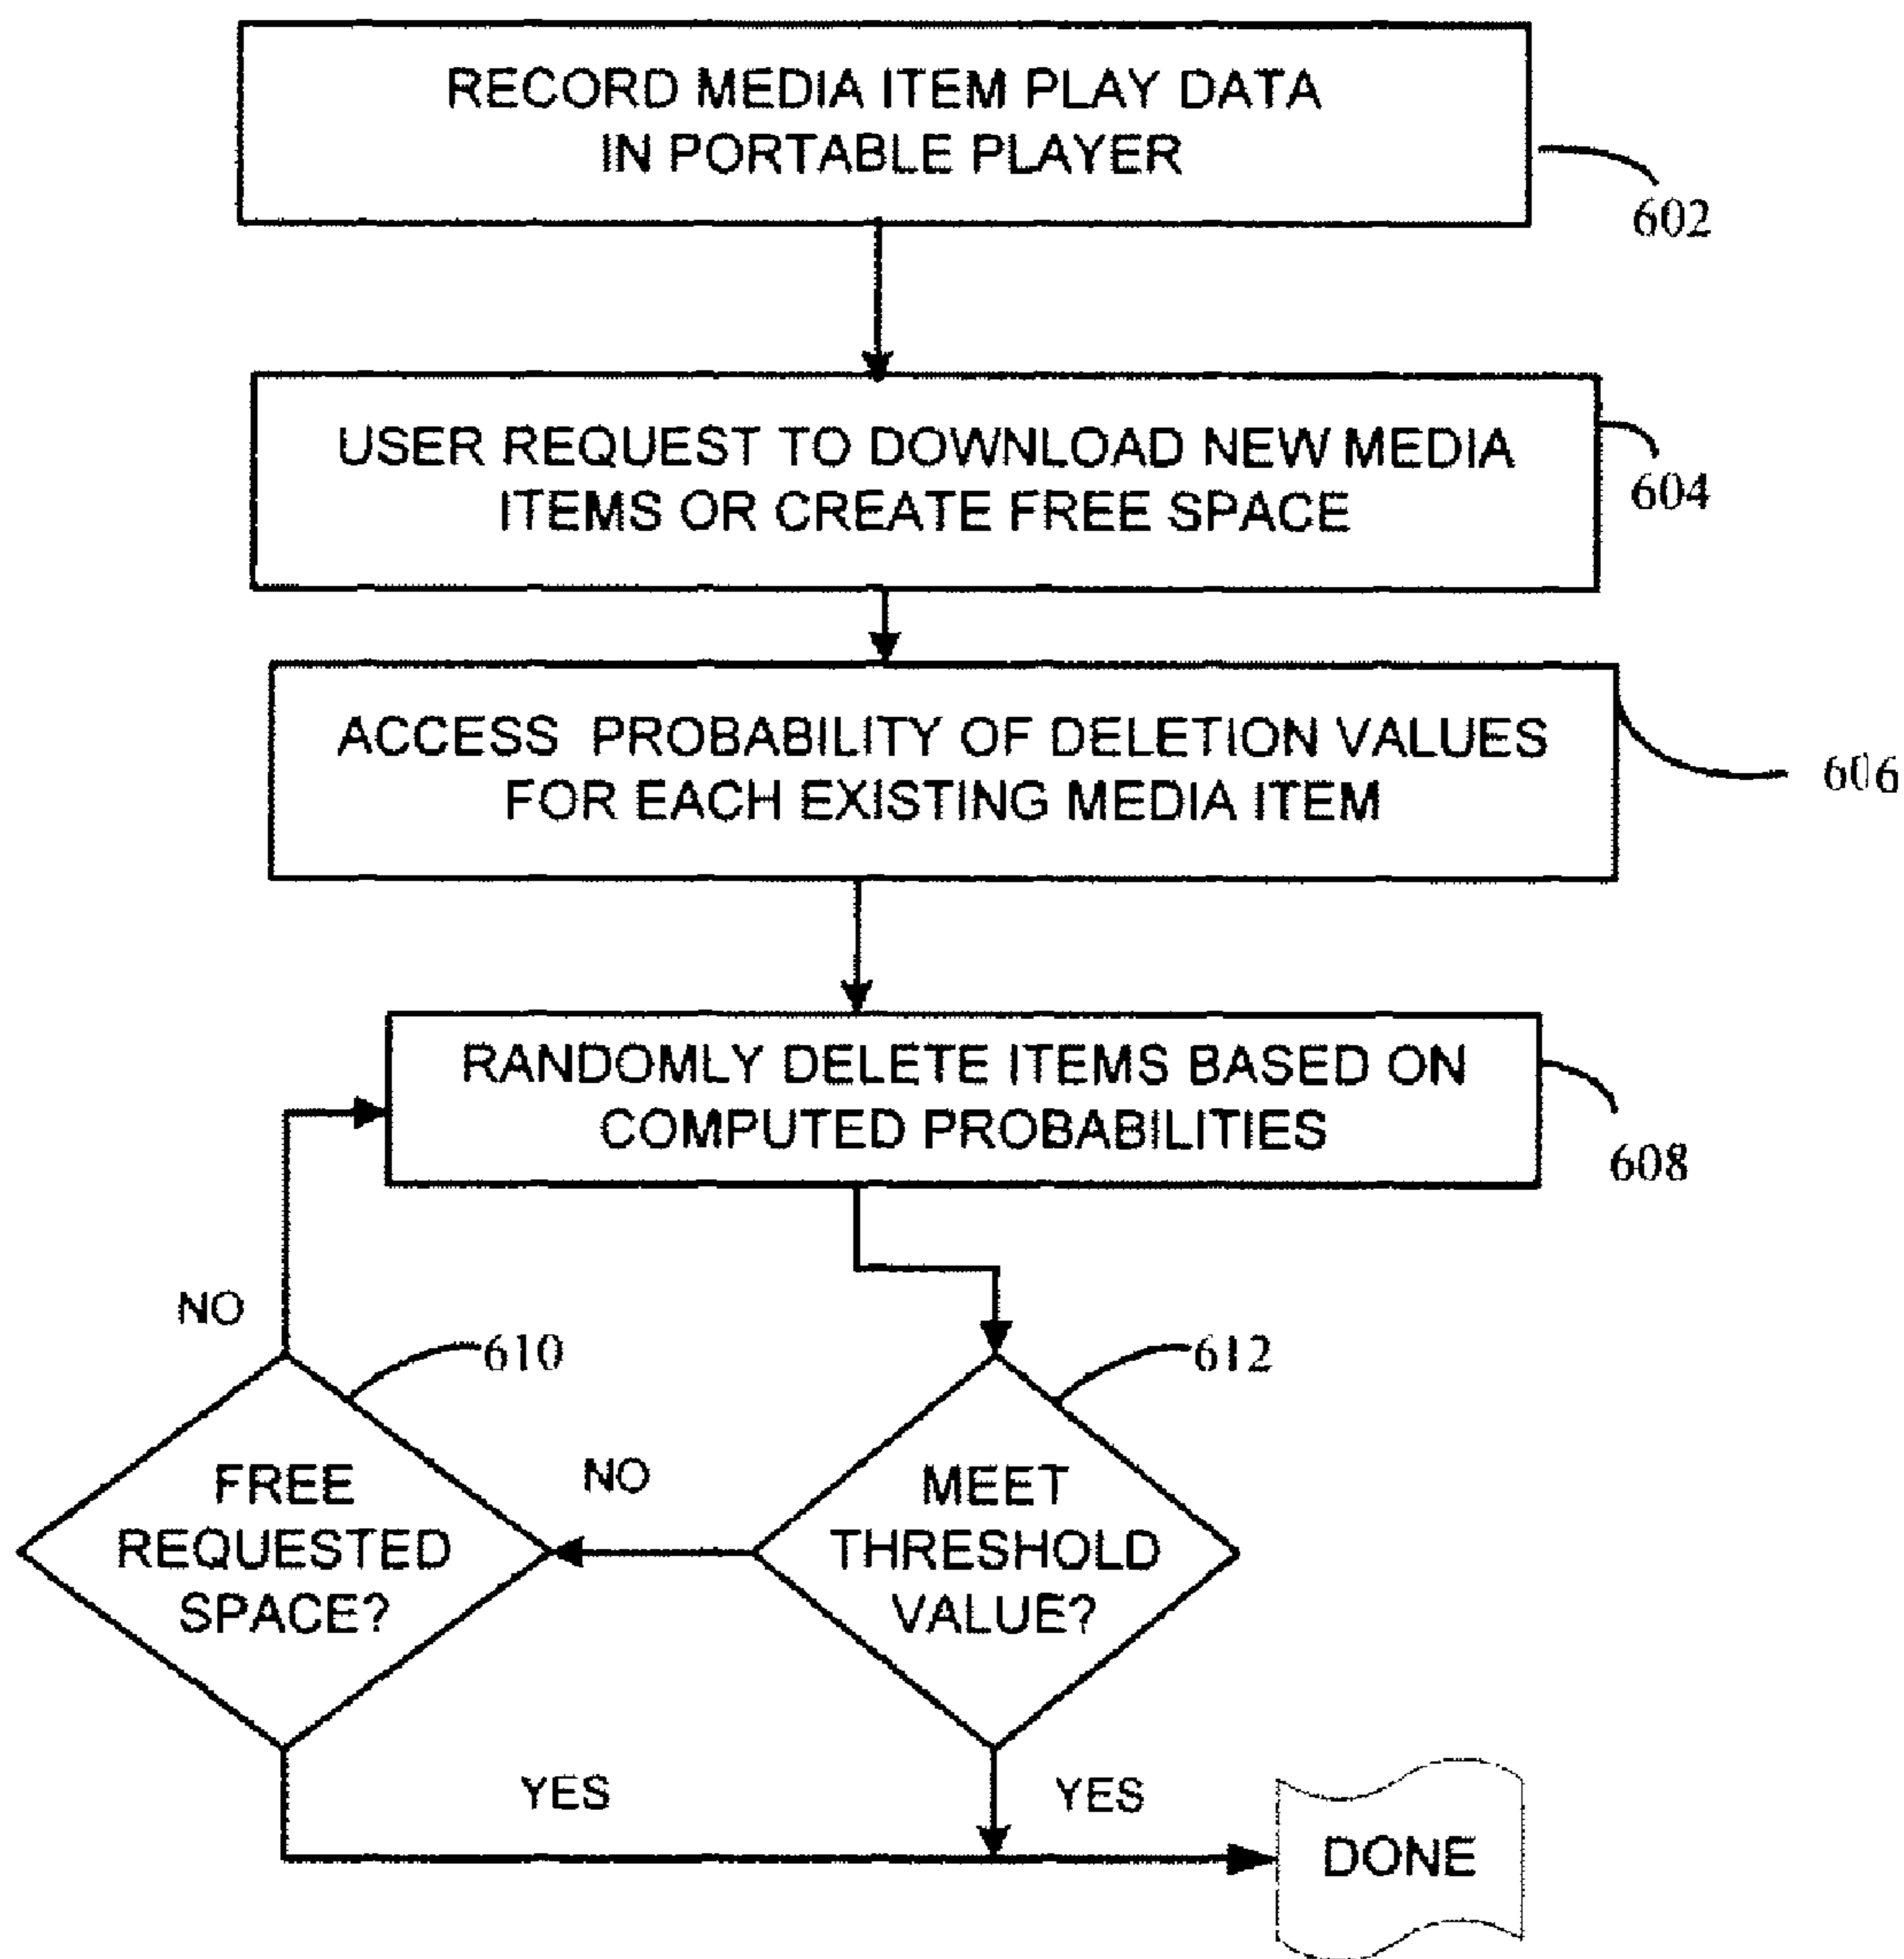 RECORD MEDIA ITEM PLAY DATA
IN PORTABLE PLAYER
602
USER REQUEST TO DOWNLOAD NEW MEDIA
ITEMS OR CREATE FREE SPACE
604
ACCESS PROBABILITY OF DELETION VALUES
FOR EACH EXISTING MEDIA ITEM
606
RANDOMLY DELETE ITEMS BASED ON
COMPUTED PROBABILITIES
608
NO
610
612
FREE
REQUESTED
SPACE?
NO
MEET
THRESHOLD
VALUE?
YES
YES
DONE